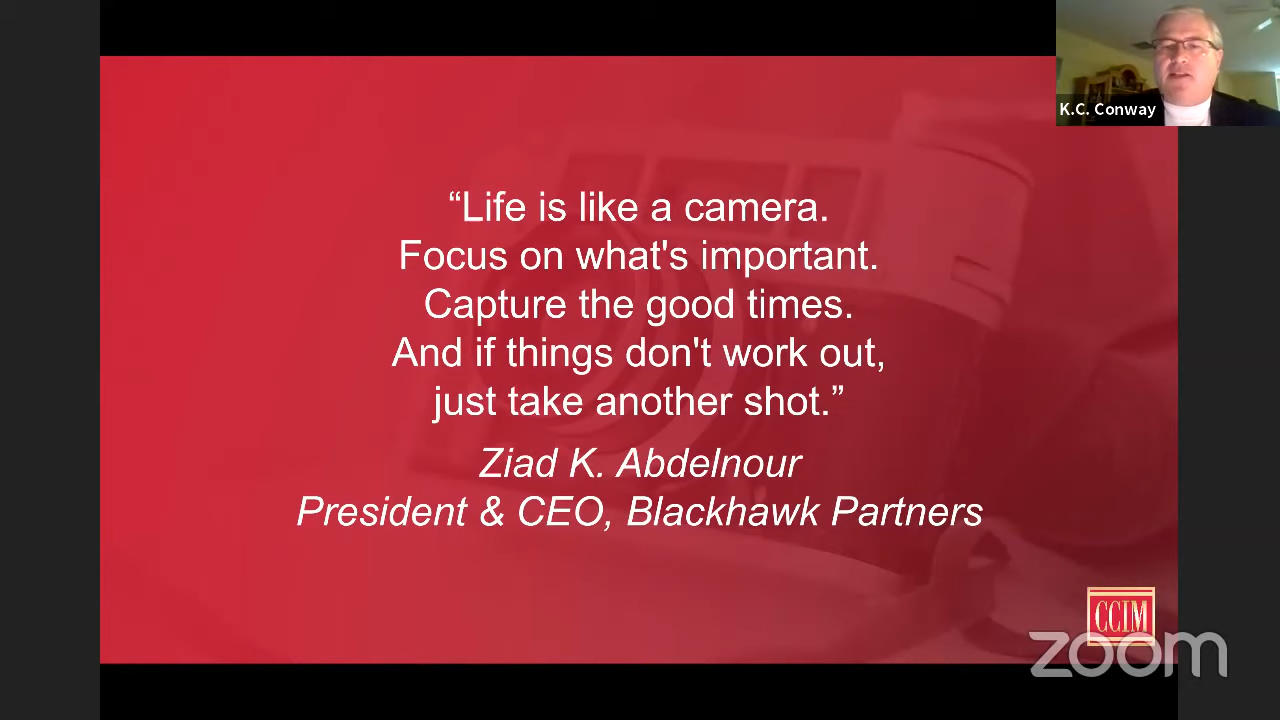 K.C. Conway
“Life is like a camera.
Focus on what's important.
Capture the good times.
And if things don't work out,
just take another shot.”
Ziad K. Abdelnour
President & CEO, Blackhawk Partners
CCIM
zoom